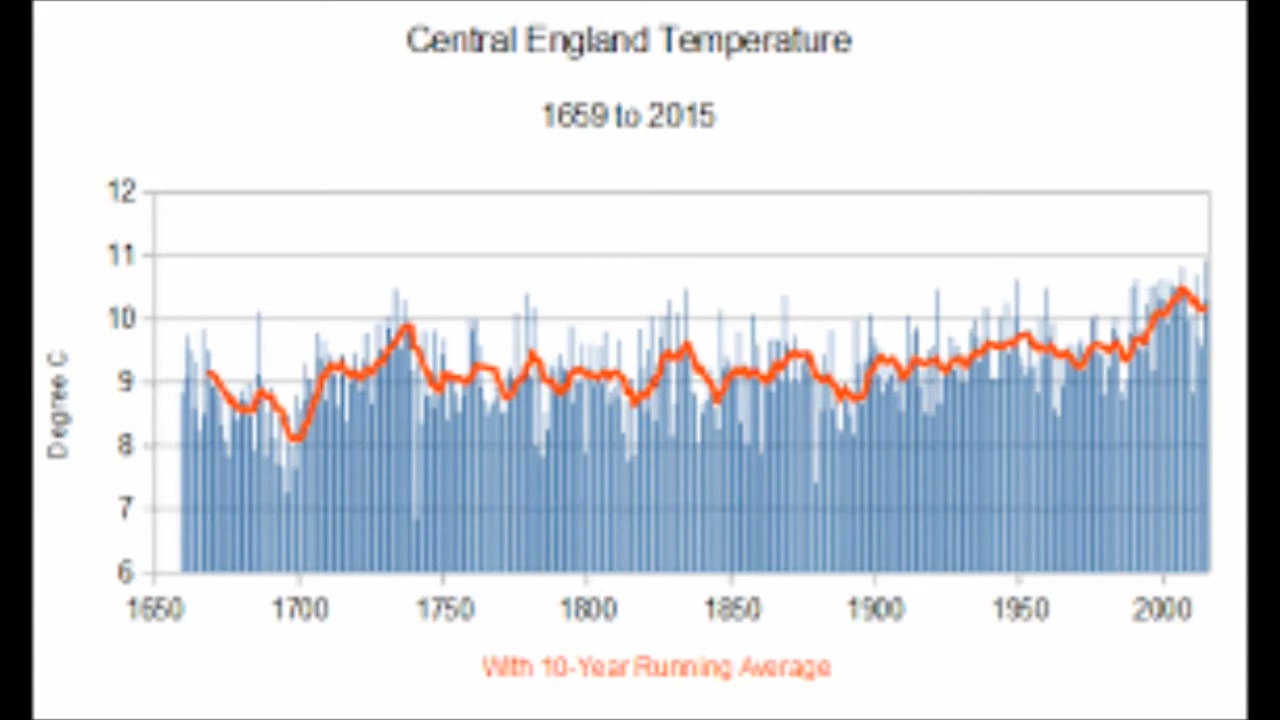 Central England Temperature
1659 to 2015
12
11
10
9
8
7
6
Degree C
1650 1700 1750 1800 1850 1900 1950 2000
With 10-Year Running Average